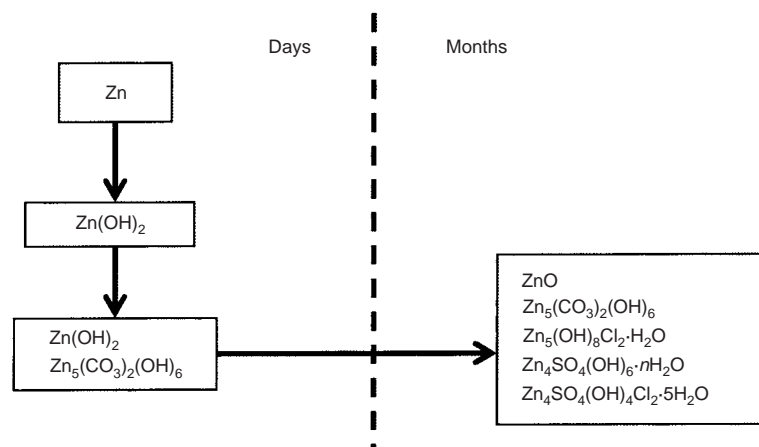 Days
Months
Zn
Zn(OH)₂
Zn(OH)₂
Zn₅(CO₃)₂(OH)₆
ZnO
Zn₅(CO₃)₂(OH)₆
Zn₅(OH)₈Cl₂·H₂O
Zn₄SO₄(OH)₆·nH₂O
Zn₄SO₄(OH)₄Cl₂·5H₂O